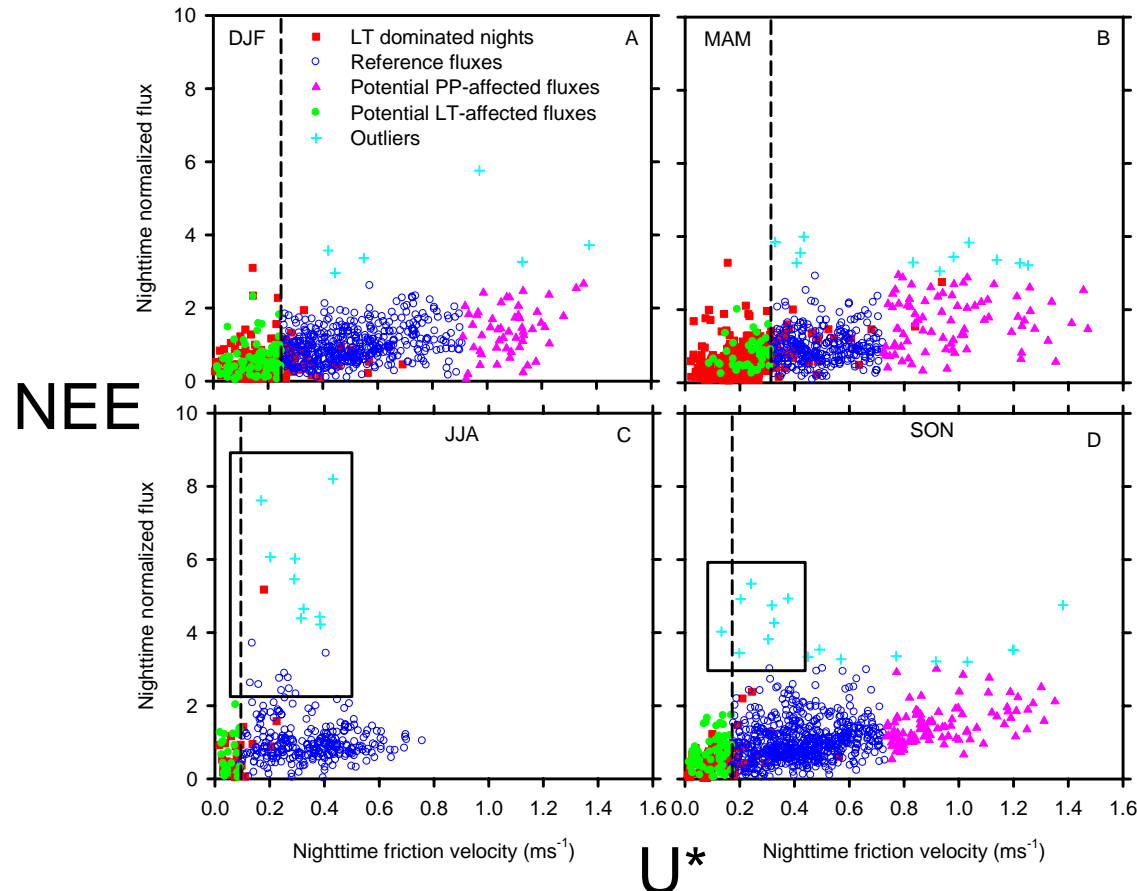 DJF
A
LT dominated nights
Reference fluxes
Potential PP-affected fluxes
Potential LT-affected fluxes
Outliers
10
8
6
4
2
0
Nighttime normalized flux
MAM
B
NEE
JJA
C
10
8
6
4
2
0
Nighttime normalized flux
0.0 0.2 0.4 0.6 0.8 1.0 1.2 1.4 1.6
Nighttime friction velocity (ms-1)
SON
D
0.0 0.2 0.4 0.6 0.8 1.0 1.2 1.4 1.6
Nighttime friction velocity (ms-1)
U*